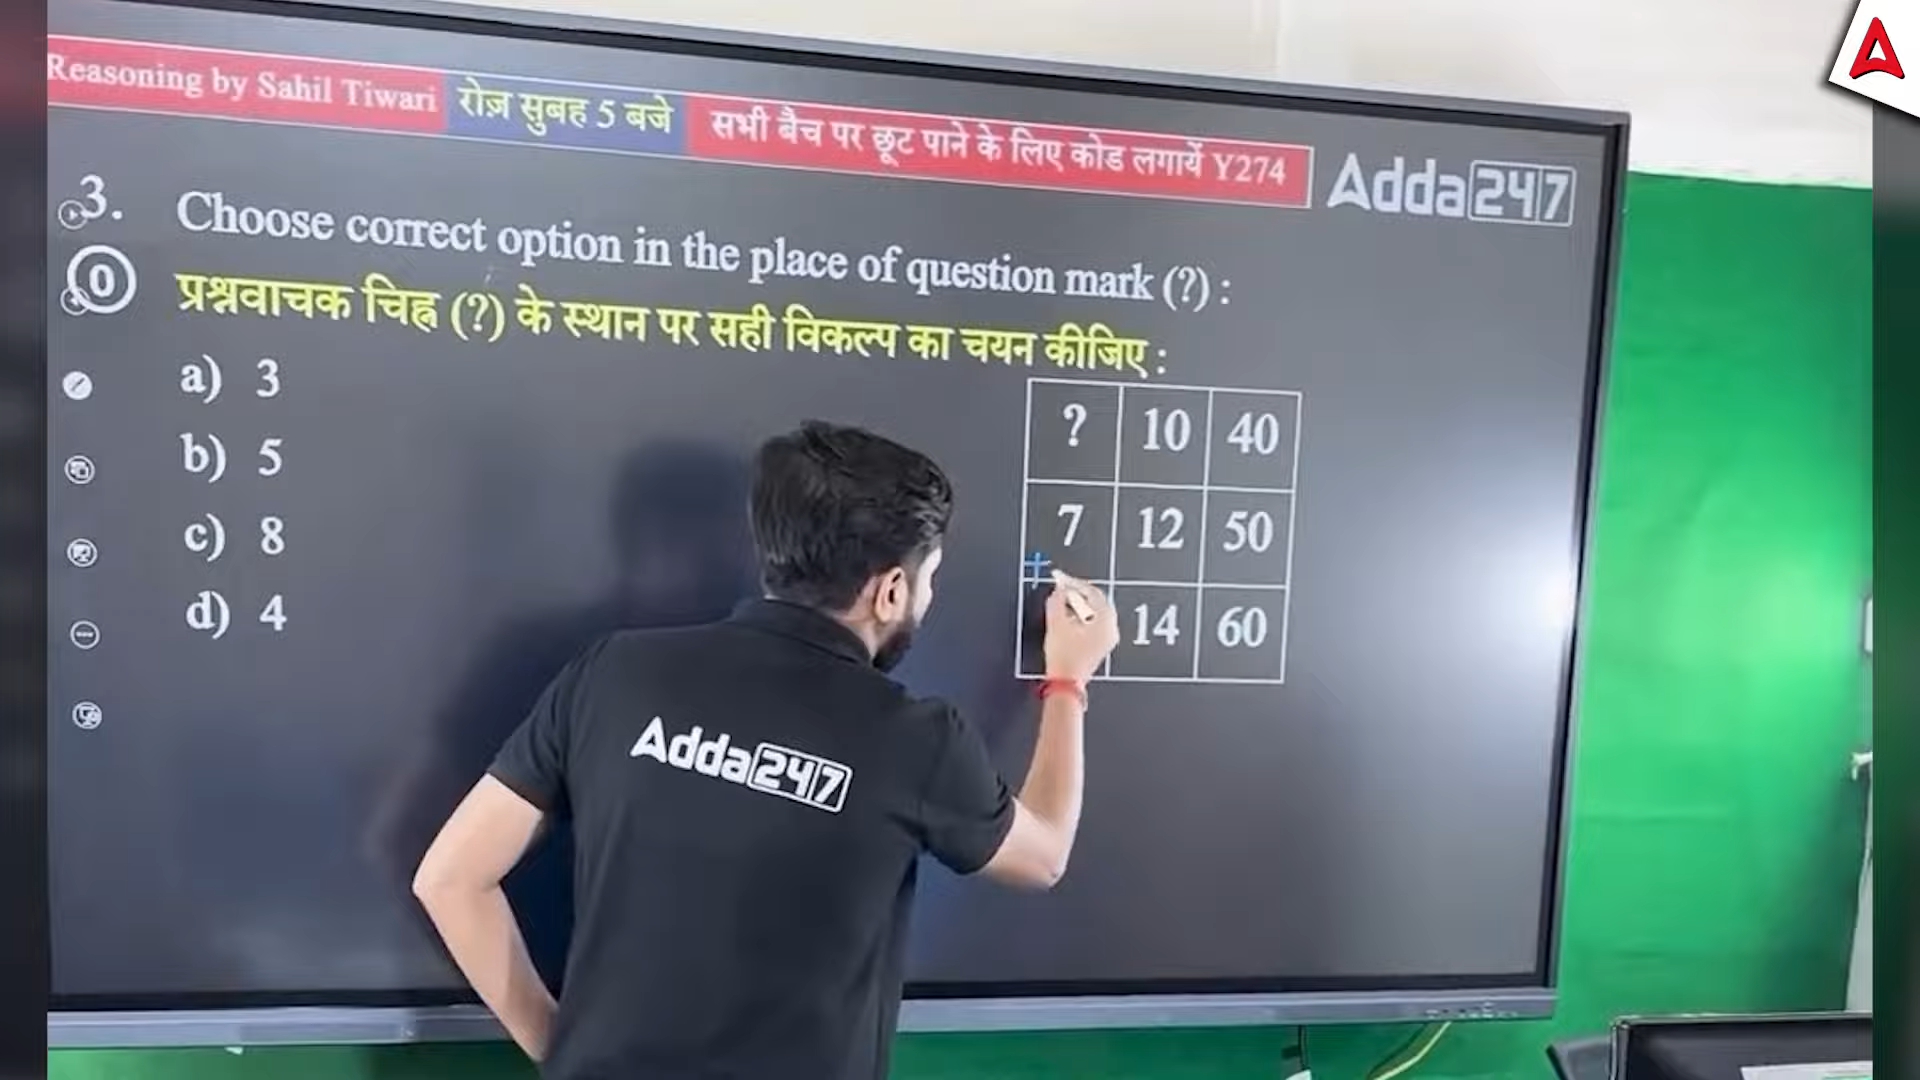 Reasoning by Sahil Tiwari रोज़ सुबह 5 बजे सभी बैच पर छूट पाने के लिए कोड लगायें Y274
Adda247
3. Choose correct option in the place of question mark (?) :
0
प्रश्नवाचक चिह्न (?) के स्थान पर सही विकल्प का चयन कीजिए :
a) 3
b) 5
c) 8
d) 4
? 10 40
7 12 50
+
14 60
Adda247